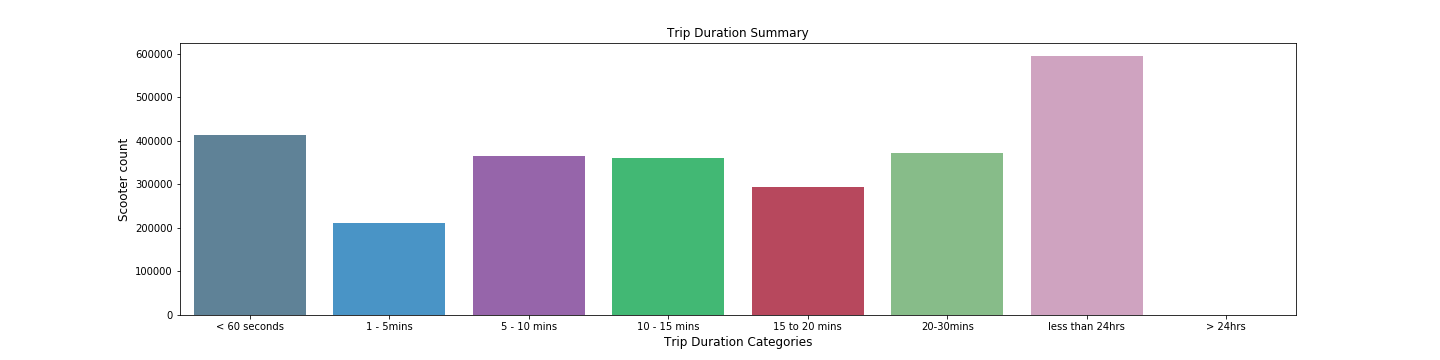 Trip Duration Summary
Scooter count
600000
500000
400000
300000
200000
100000
0
< 60 seconds 1 - 5mins 5 - 10 mins 10 - 15 mins 15 to 20 mins 20-30mins less than 24hrs > 24hrs
Trip Duration Categories